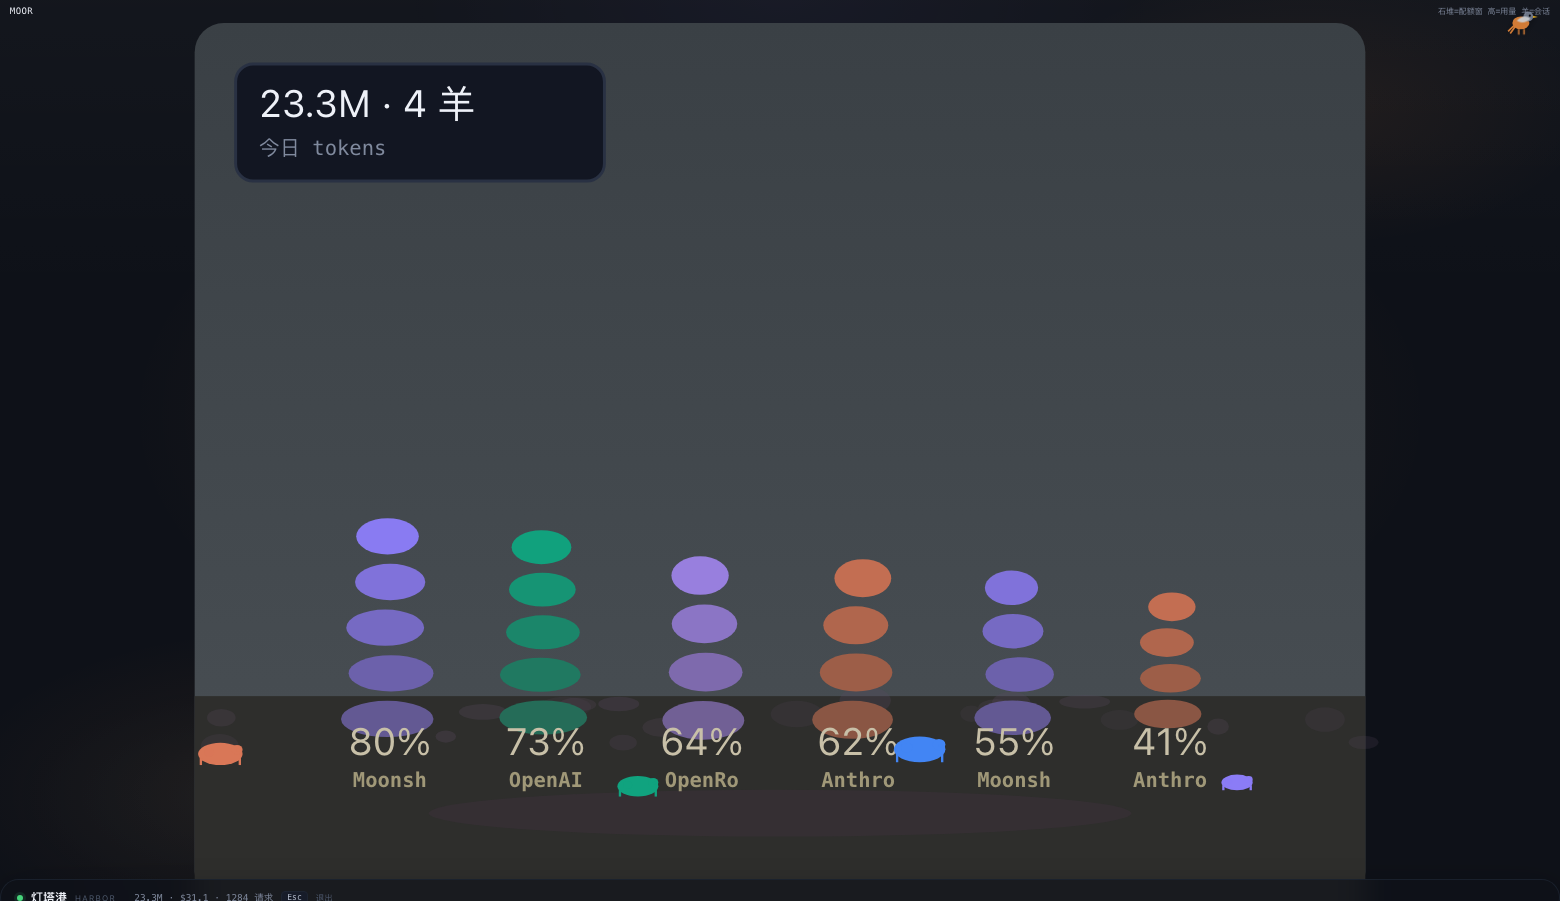 MOOR
石堆=配额窗 高=用量 羊=会话
23.3M · 4 羊
今日 tokens
80% 73% 64% 62% 55% 41%
Moonsh OpenAI OpenRo Anthro Moonsh Anthro
灯塔港 HARBOR 23.3M · $31.1 · 1284 请求 Esc 退出